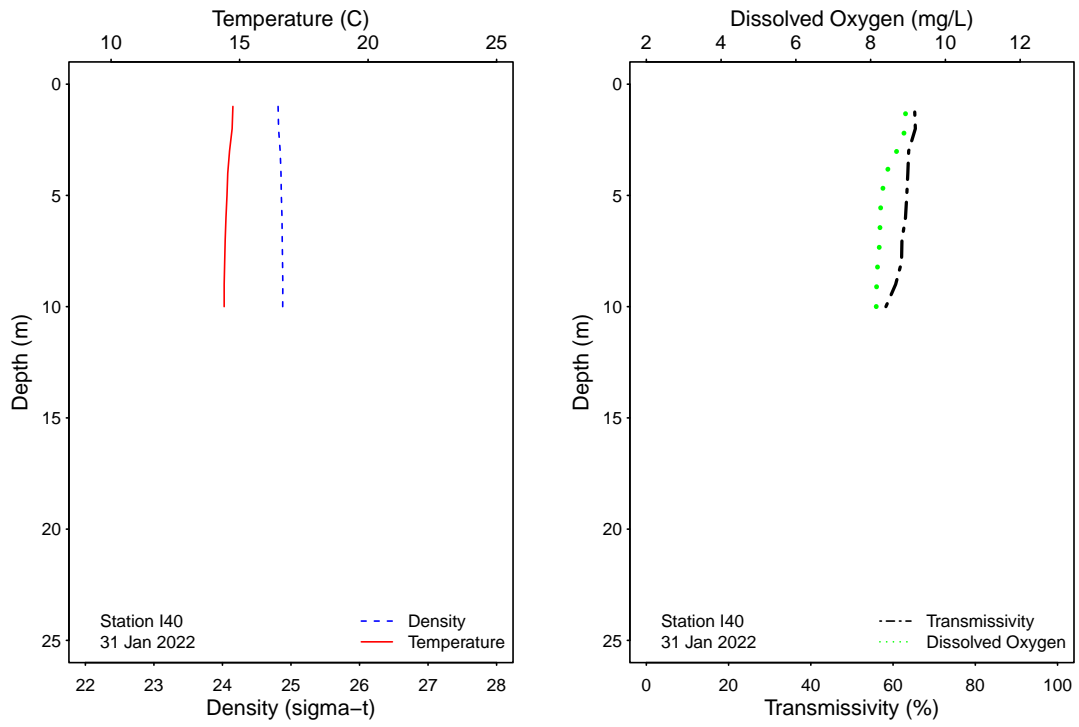 Temperature (C)
10 15 20 25
0
5
10
15
20
25
Depth (m)
Station I40
31 Jan 2022
Density
Temperature
22 23 24 25 26 27 28
Density (sigma−t)
Dissolved Oxygen (mg/L)
2 4 6 8 10 12
0
5
10
15
20
25
Depth (m)
Station I40
31 Jan 2022
Transmissivity
Dissolved Oxygen
0 20 40 60 80 100
Transmissivity (%)